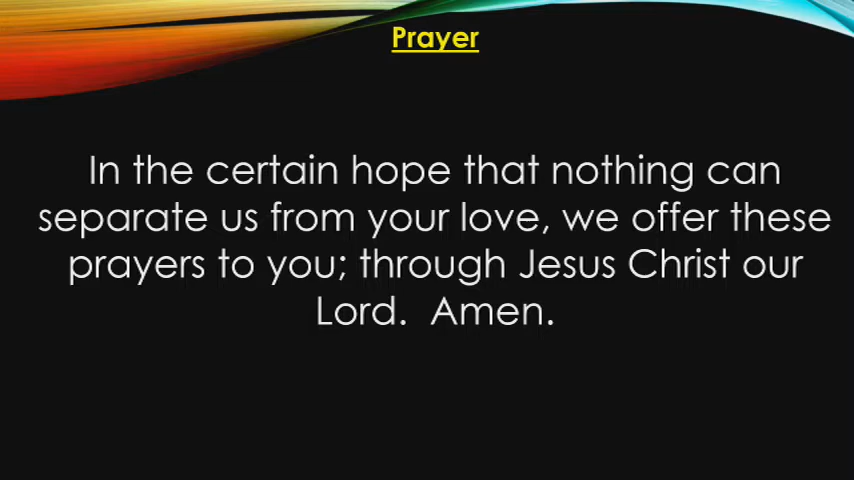 Prayer
In the certain hope that nothing can
separate us from your love, we offer these
prayers to you; through Jesus Christ our
Lord.  Amen.